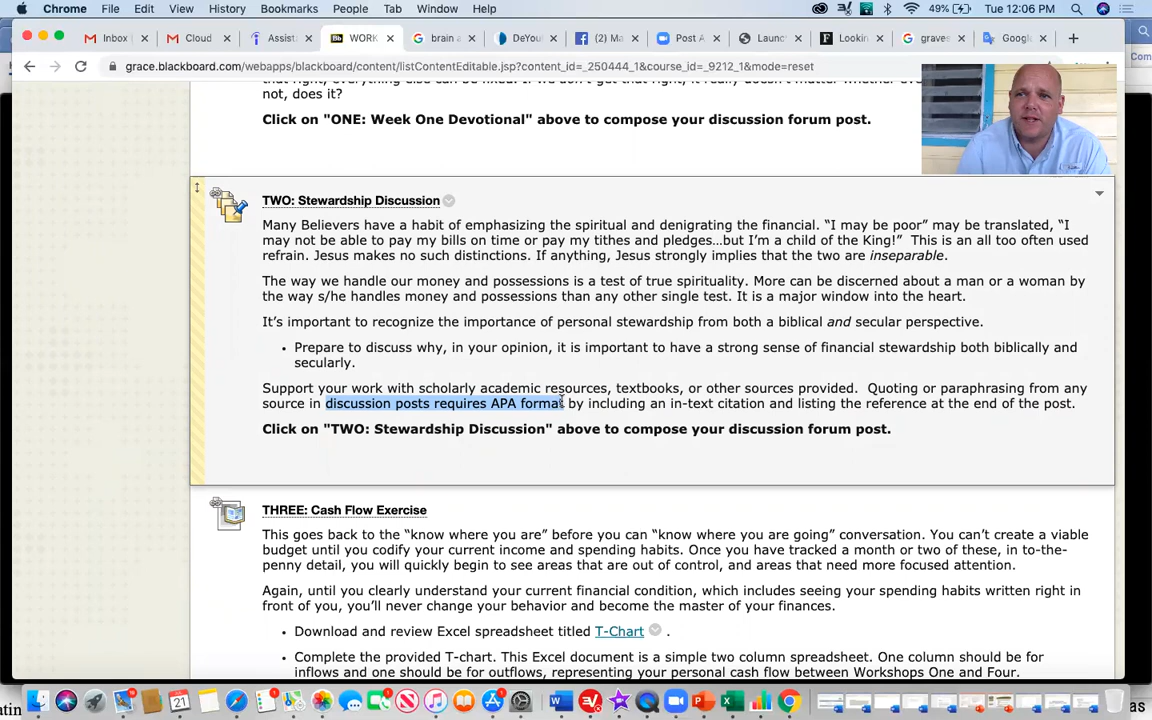 Chrome File Edit View History Bookmarks People Tab Window Help 49% Tue 12:06 PM
Inbox Cloud Assist Bb WORK brain & DeYou (2) Ma Post A Launc Lookin graves Googl
grace.blackboard.com/webapps/blackboard/content/listContentEditable.jsp?content_id=_250444_1&course_id=_9212_1&mode=reset
not, does it?
Click on "ONE: Week One Devotional" above to compose your discussion forum post.
TWO: Stewardship Discussion
Many Believers have a habit of emphasizing the spiritual and denigrating the financial. “I may be poor” may be translated, “I
may not be able to pay my bills on time or pay my tithes and pledges…but I’m a child of the King!” This is an all too often used
refrain. Jesus makes no such distinctions. If anything, Jesus strongly implies that the two are inseparable.
The way we handle our money and possessions is a test of true spirituality. More can be discerned about a man or a woman by
the way s/he handles money and possessions than any other single test. It is a major window into the heart.
It’s important to recognize the importance of personal stewardship from both a biblical and secular perspective.
• Prepare to discuss why, in your opinion, it is important to have a strong sense of financial stewardship both biblically and
secularly.
Support your work with scholarly academic resources, textbooks, or other sources provided. Quoting or paraphrasing from any
source in discussion posts requires APA format by including an in-text citation and listing the reference at the end of the post.
Click on "TWO: Stewardship Discussion" above to compose your discussion forum post.
THREE: Cash Flow Exercise
This goes back to the “know where you are” before you can “know where you are going” conversation. You can’t create a viable
budget until you codify your current income and spending habits. Once you have tracked a month or two of these, in to-the-
penny detail, you will quickly begin to see areas that are out of control, and areas that need more focused attention.
Again, until you clearly understand your current financial condition, which includes seeing your spending habits written right in
front of you, you’ll never change your behavior and become the master of your finances.
• Download and review Excel spreadsheet titled T-Chart .
• Complete the provided T-chart. This Excel document is a simple two column spreadsheet. One column should be for
inflows and one should be for outflows, representing your personal cash flow between Workshops One and Four.